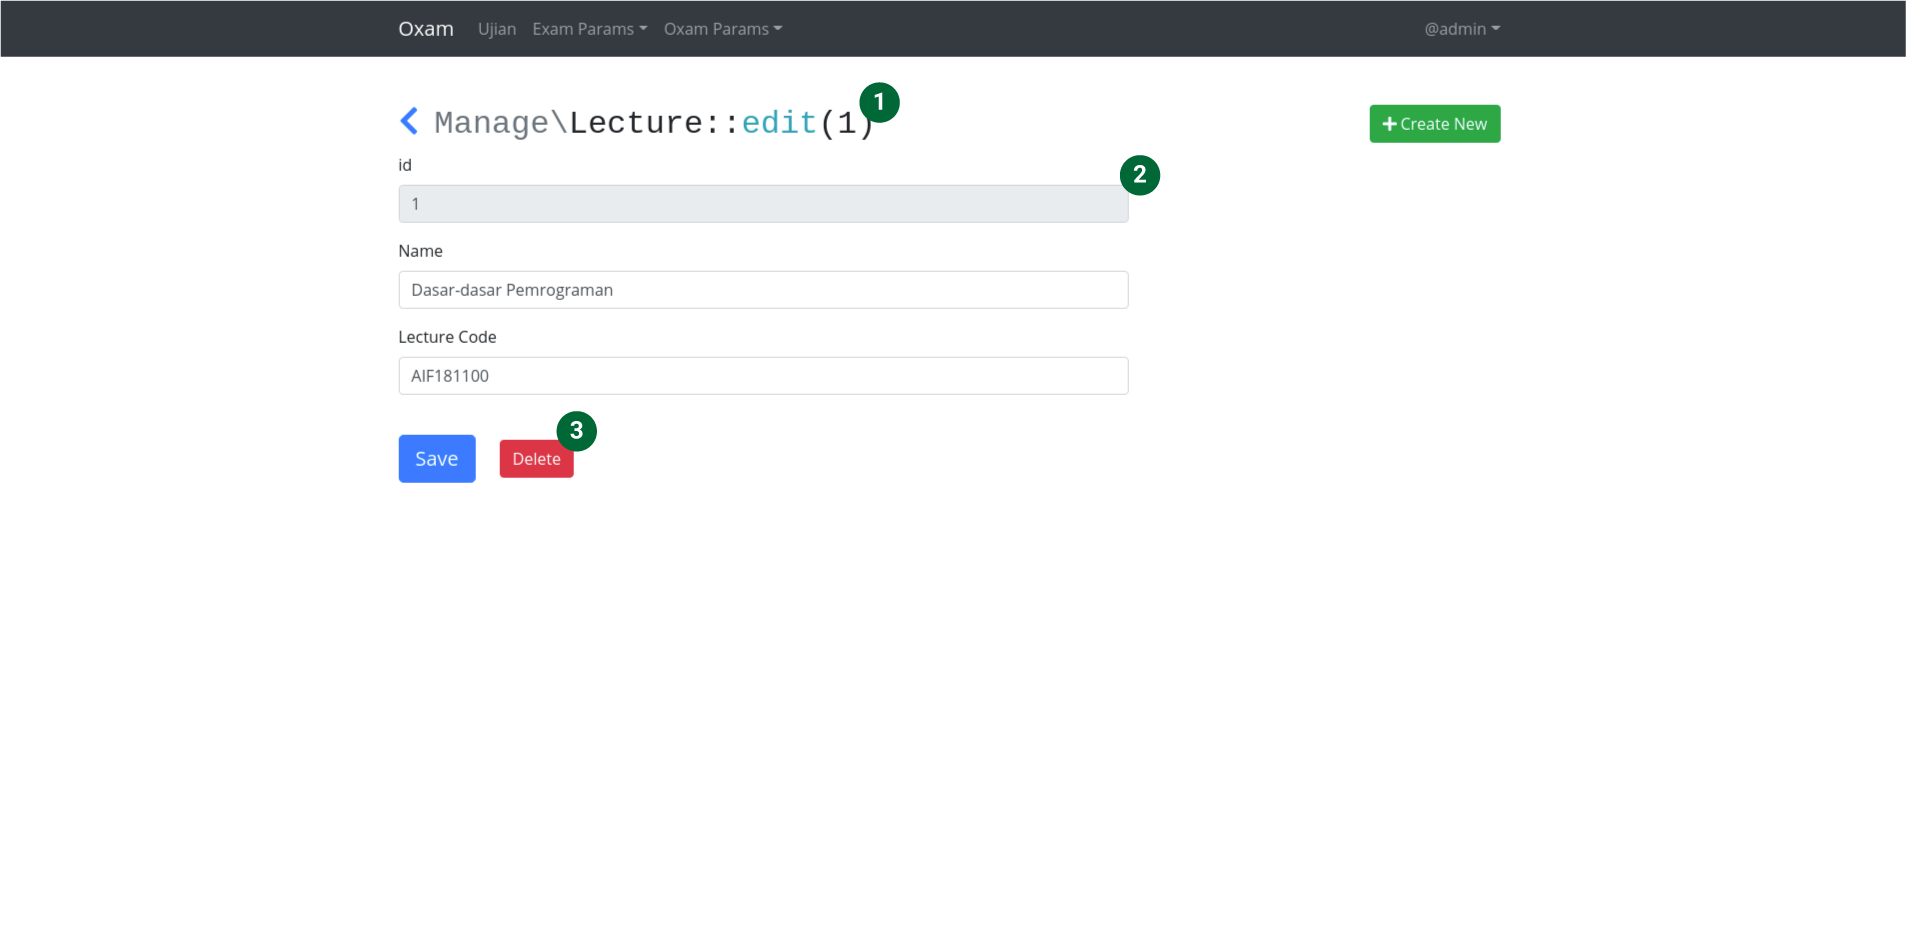 Oxam Ujian Exam Params Oxam Params @admin
1
Manage\Lecture::edit(1) Create New
id
2
1
Name
Dasar-dasar Pemrograman
Lecture Code
AIF181100
3
Save Delete